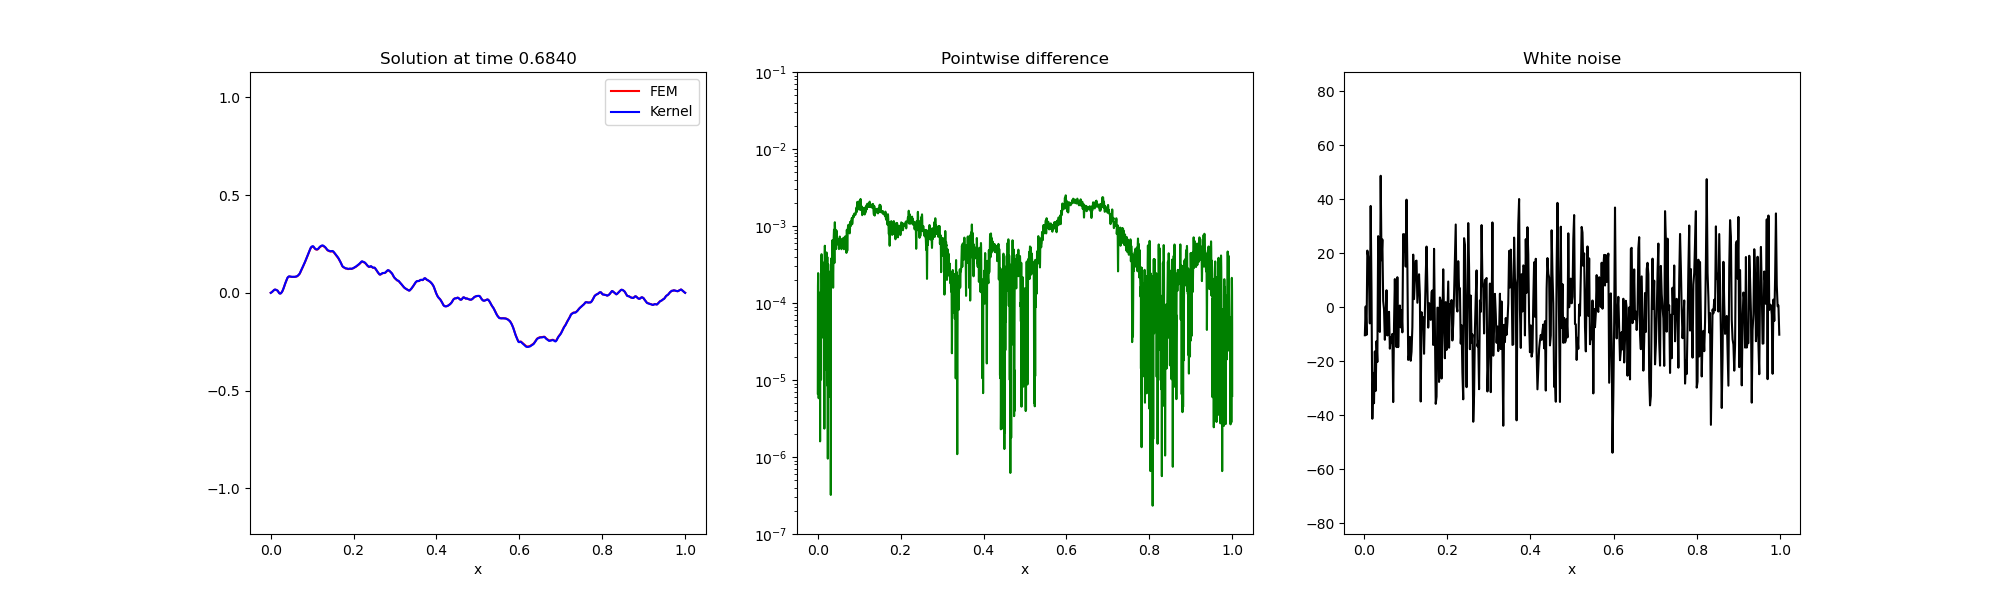 Solution at time 0.6840
1.0
0.5
0.0
−0.5
−1.0
0.0 0.2 0.4 0.6 0.8 1.0
x
FEM
Kernel
Pointwise difference
10⁻¹
10⁻²
10⁻³
10⁻⁴
10⁻⁵
10⁻⁶
10⁻⁷
0.0 0.2 0.4 0.6 0.8 1.0
x
White noise
80
60
40
20
0
−20
−40
−60
−80
0.0 0.2 0.4 0.6 0.8 1.0
x